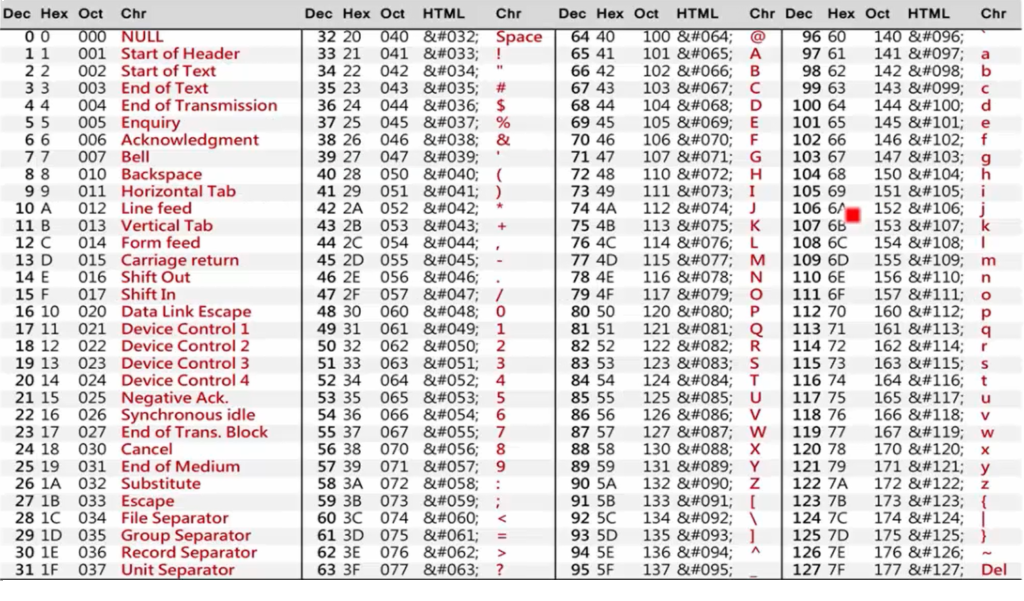 Dec Hex Oct Chr Dec Hex Oct HTML Chr Dec Hex Oct HTML Chr Dec Hex Oct HTML Chr
0 0 000 NULL 32 20 040 &#032; Space 64 40 100 &#064; @ 96 60 140 &#096; `
1 1 001 Start of Header 33 21 041 &#033; ! 65 41 101 &#065; A 97 61 141 &#097; a
2 2 002 Start of Text 34 22 042 &#034; " 66 42 102 &#066; B 98 62 142 &#098; b
3 3 003 End of Text 35 23 043 &#035; # 67 43 103 &#067; C 99 63 143 &#099; c
4 4 004 End of Transmission 36 24 044 &#036; $ 68 44 104 &#068; D 100 64 144 &#100; d
5 5 005 Enquiry 37 25 045 &#037; % 69 45 105 &#069; E 101 65 145 &#101; e
6 6 006 Acknowledgment 38 26 046 &#038; & 70 46 106 &#070; F 102 66 146 &#102; f
7 7 007 Bell 39 27 047 &#039; ' 71 47 107 &#071; G 103 67 147 &#103; g
8 8 010 Backspace 40 28 050 &#040; ( 72 48 110 &#072; H 104 68 150 &#104; h
9 9 011 Horizontal Tab 41 29 051 &#041; ) 73 49 111 &#073; I 105 69 151 &#105; i
10 A 012 Line feed 42 2A 052 &#042; * 74 4A 112 &#074; J 106 6A 152 &#106; j
11 B 013 Vertical Tab 43 2B 053 &#043; + 75 4B 113 &#075; K 107 6B 153 &#107; k
12 C 014 Form feed 44 2C 054 &#044; , 76 4C 114 &#076; L 108 6C 154 &#108; l
13 D 015 Carriage return 45 2D 055 &#045; - 77 4D 115 &#077; M 109 6D 155 &#109; m
14 E 016 Shift Out 46 2E 056 &#046; . 78 4E 116 &#078; N 110 6E 156 &#110; n
15 F 017 Shift In 47 2F 057 &#047; / 79 4F 117 &#079; O 111 6F 157 &#111; o
16 10 020 Data Link Escape 48 30 060 &#048; 0 80 50 120 &#080; P 112 70 160 &#112; p
17 11 021 Device Control 1 49 31 061 &#049; 1 81 51 121 &#081; Q 113 71 161 &#113; q
18 12 022 Device Control 2 50 32 062 &#050; 2 82 52 122 &#082; R 114 72 162 &#114; r
19 13 023 Device Control 3 51 33 063 &#051; 3 83 53 123 &#083; S 115 73 163 &#115; s
20 14 024 Device Control 4 52 34 064 &#052; 4 84 54 124 &#084; T 116 74 164 &#116; t
21 15 025 Negative Ack. 53 35 065 &#053; 5 85 55 125 &#085; U 117 75 165 &#117; u
22 16 026 Synchronous idle 54 36 066 &#054; 6 86 56 126 &#086; V 118 76 166 &#118; v
23 17 027 End of Trans. Block 55 37 067 &#055; 7 87 57 127 &#087; W 119 77 167 &#119; w
24 18 030 Cancel 56 38 070 &#056; 8 88 58 130 &#088; X 120 78 170 &#120; x
25 19 031 End of Medium 57 39 071 &#057; 9 89 59 131 &#089; Y 121 79 171 &#121; y
26 1A 032 Substitute 58 3A 072 &#058; : 90 5A 132 &#090; Z 122 7A 172 &#122; z
27 1B 033 Escape 59 3B 073 &#059; ; 91 5B 133 &#091; [ 123 7B 173 &#123; {
28 1C 034 File Separator 60 3C 074 &#060; < 92 5C 134 &#092; \ 124 7C 174 &#124; |
29 1D 035 Group Separator 61 3D 075 &#061; = 93 5D 135 &#093; ] 125 7D 175 &#125; }
30 1E 036 Record Separator 62 3E 076 &#062; > 94 5E 136 &#094; ^ 126 7E 176 &#126; ~
31 1F 037 Unit Separator 63 3F 077 &#063; ? 95 5F 137 &#095; _ 127 7F 177 &#127; Del